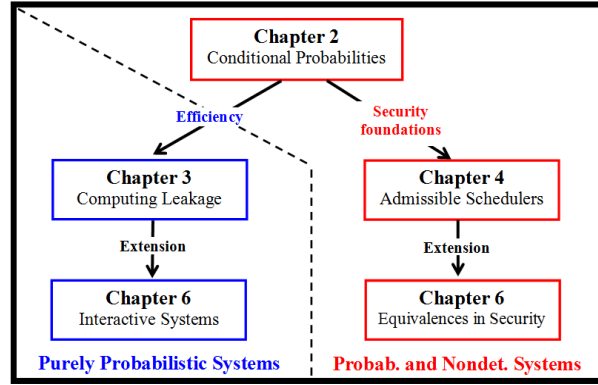 Chapter 2
Conditional Probabilities
Efficiency
Security
foundations
Chapter 3
Computing Leakage
Chapter 4
Admissible Schedulers
Extension
Extension
Chapter 6
Interactive Systems
Chapter 6
Equivalences in Security
Purely Probabilistic Systems
Probab. and Nondet. Systems